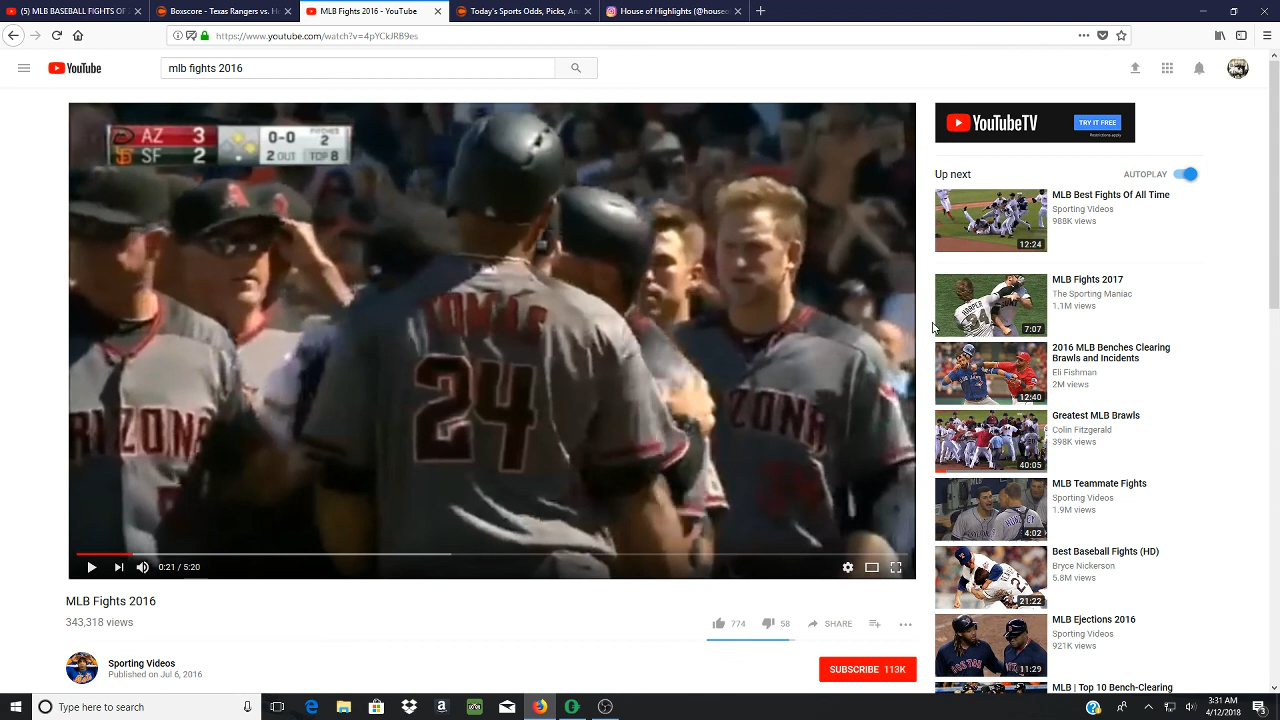 (5) MLB BASEBALL FIGHTS OF
Boxscore - Texas Rangers vs. 
MLB Fights 2016 - YouTube
Today's Sports Odds, Picks, An
House of Highlights (@houseo
https://www.youtube.com/watch?v=4pYCkJRB9es
YouTube
mlb fights 2016
AZ 3
SF 2
0-0
PITCHES
2
2 OUT TOP 8
ARIZONA
24
YouTubeTV
TRY IT FREE
Restrictions apply
Up next
AUTOPLAY
MLB Best Fights Of All Time
Sporting Videos
988K views
12:24
MLB Fights 2017
The Sporting Maniac
1.1M views
HARPER
34
7:07
2016 MLB Benches Clearing
Brawls and Incidents
Eli Fishman
2M views
12:40
Greatest MLB Brawls
Colin Fitzgerald
398K views
40:05
MLB Teammate Fights
Sporting Videos
1.9M views
4:02
Best Baseball Fights (HD)
Bryce Nickerson
5.8M views
21:22
MLB Ejections 2016
Sporting Videos
921K views
BOSTON
11:29
MLB | Top 10 Bench-Clearing
0:21 / 5:20
MLB Fights 2016
343,318 views
774
58
SHARE
Sporting Videos
Published on Jul 6, 2016
SUBSCRIBE 113K
Type here to search
3:31 AM
4/12/2018